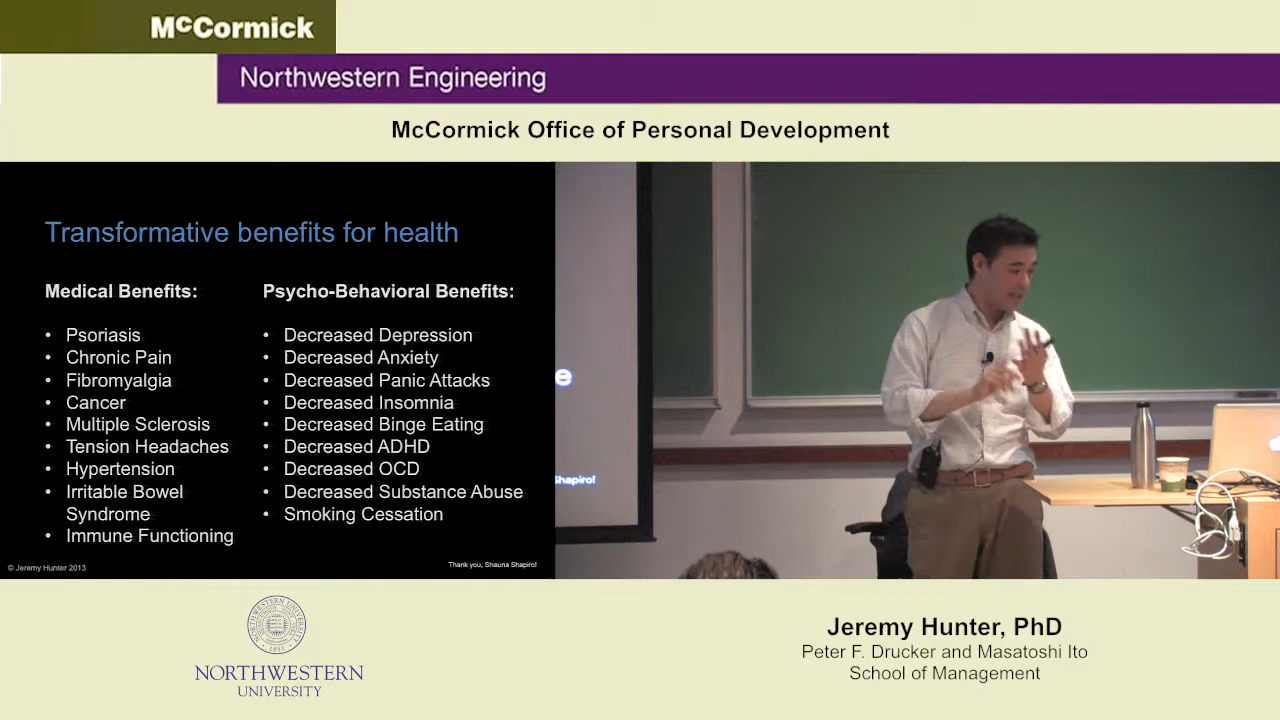 McCormick
Northwestern Engineering
McCormick Office of Personal Development
Transformative benefits for health
Medical Benefits:
• Psoriasis
• Chronic Pain
• Fibromyalgia
• Cancer
• Multiple Sclerosis
• Tension Headaches
• Hypertension
• Irritable Bowel
Syndrome
• Immune Functioning
Psycho-Behavioral Benefits:
• Decreased Depression
• Decreased Anxiety
• Decreased Panic Attacks
• Decreased Insomnia
• Decreased Binge Eating
• Decreased ADHD
• Decreased OCD
• Decreased Substance Abuse
• Smoking Cessation
© Jeremy Hunter 2013
Thank you, Shauna Shapiro!
e
Shapiro!
NORTHWESTERN
UNIVERSITY
Jeremy Hunter, PhD
Peter F. Drucker and Masatoshi Ito
School of Management